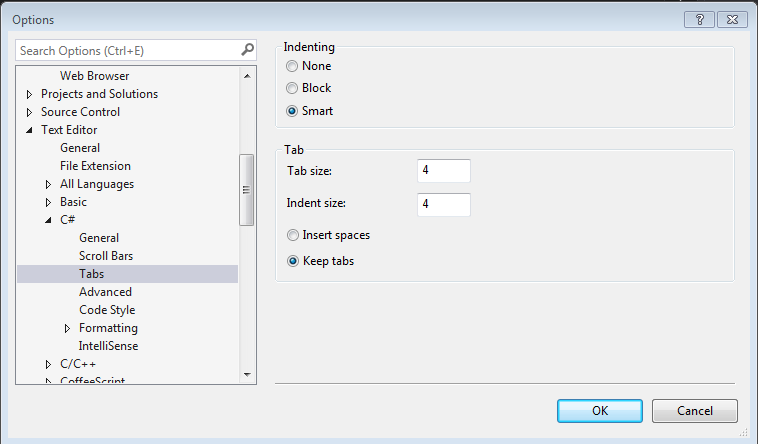 Options
?
Search Options (Ctrl+E)
Web Browser
Projects and Solutions
Source Control
Text Editor
General
File Extension
All Languages
Basic
C#
General
Scroll Bars
Tabs
Advanced
Code Style
Formatting
IntelliSense
C/C++
CoffeeScript
Indenting
None
Block
Smart
Tab
Tab size: 4
Indent size: 4
Insert spaces
Keep tabs
OK Cancel